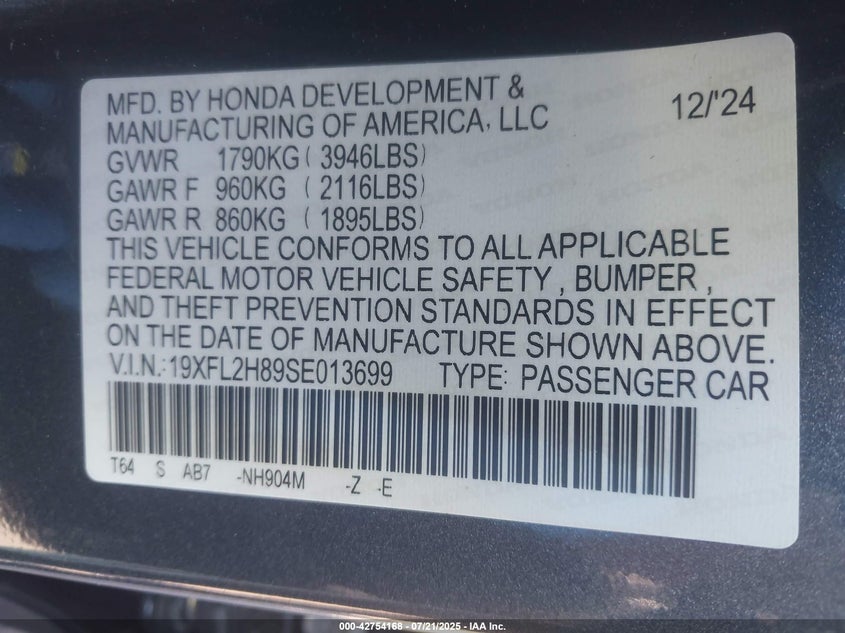 MFD. BY HONDA DEVELOPMENT &
MANUFACTURING OF AMERICA, LLC 12/'24
GVWR 1790KG ( 3946LBS)
GAWR F 960KG ( 2116LBS)
GAWR R 860KG ( 1895LBS)
THIS VEHICLE CONFORMS TO ALL APPLICABLE
FEDERAL MOTOR VEHICLE SAFETY , BUMPER ,
AND THEFT PREVENTION STANDARDS IN EFFECT
ON THE DATE OF MANUFACTURE SHOWN ABOVE.
V.I.N.:19XFL2H89SE013699 TYPE: PASSENGER CAR
T64 S AB7 -NH904M -Z -E
000-42754168 - 07/21/2025 - IAA Inc.